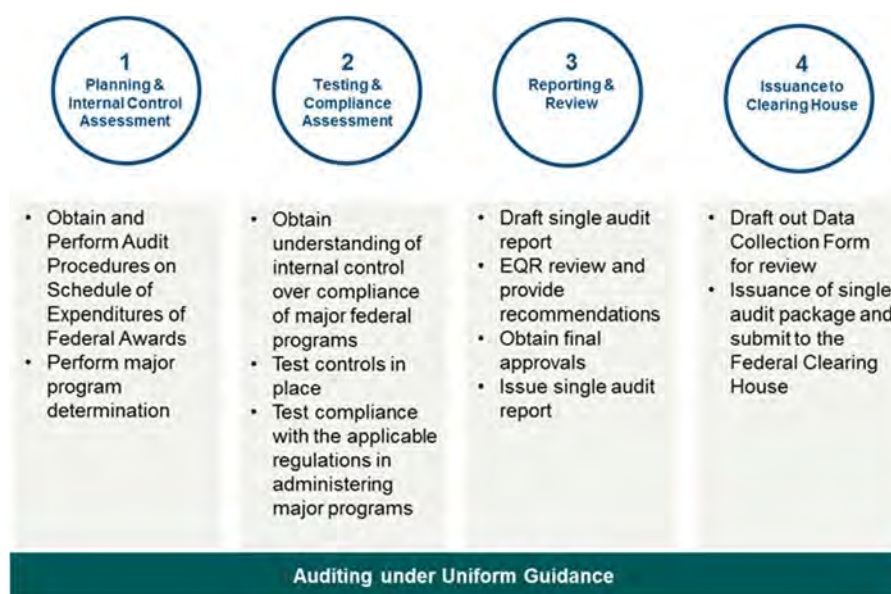 1
Planning &
Internal Control
Assessment
• Obtain and
Perform Audit
Procedures on
Schedule of
Expenditures of
Federal Awards
• Perform major
program
determination
2
Testing &
Compliance
Assessment
• Obtain
understanding of
internal control
over compliance
of major federal
programs
• Test controls in
place
• Test compliance
with the applicable
regulations in
administering
major programs
3
Reporting &
Review
• Draft single audit
report
• EQR review and
provide
recommendations
• Obtain final
approvals
• Issue single audit
report
4
Issuance to
Clearing House
• Draft out Data
Collection Form
for review
• Issuance of single
audit package and
submit to the
Federal Clearing
House
Auditing under Uniform Guidance